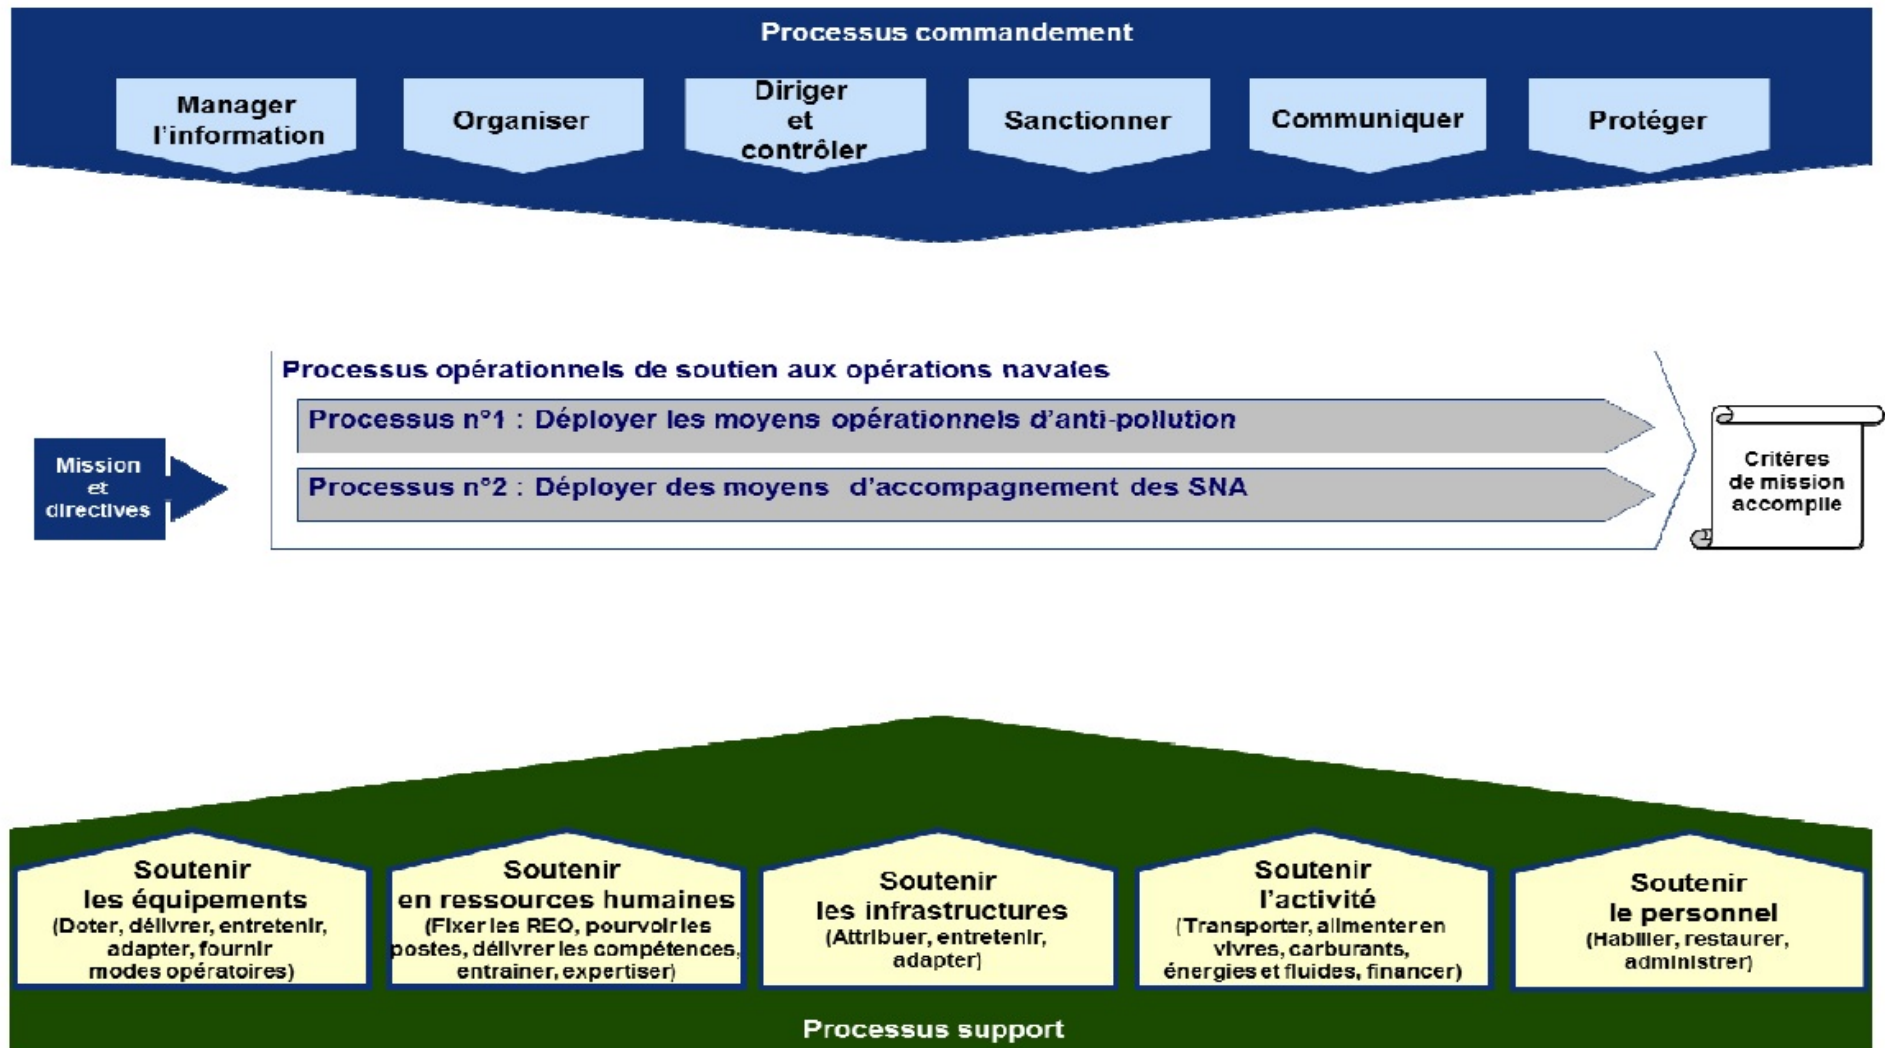 Processus commandement
Manager
l'information
Organiser
Diriger
et
contrôler
Sanctionner
Communiquer
Protéger
Mission
et
directives
Processus opérationnels de soutien aux opérations navales
Processus n°1 : Déployer les moyens opérationnels d'anti-pollution
Processus n°2 : Déployer des moyens d'accompagnement des SNA
Critères
de mission
accomplie
Soutenir
les équipements
(Doter, délivrer, entretenir,
adapter, fournir
modes opératoires)
Soutenir
en ressources humaines
(Fixer les REO, pourvoir les
postes, délivrer les compétences,
entrainer, expertiser)
Soutenir
les infrastructures
(Attribuer, entretenir,
adapter)
Soutenir
l'activité
(Transporter, alimenter en
vivres, carburants,
énergies et fluides, financer)
Soutenir
le personnel
(Habiller, restaurer,
administrer)
Processus support